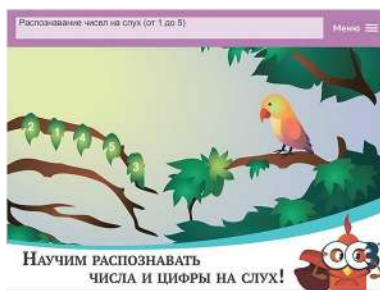 Распознавание чисел на слух (от 1 до 5)
Меню
2 1 4 5 3
НАУЧИМ РАСПОЗНАВАТЬ
ЧИСЛА И ЦИФРЫ НА СЛУХ!